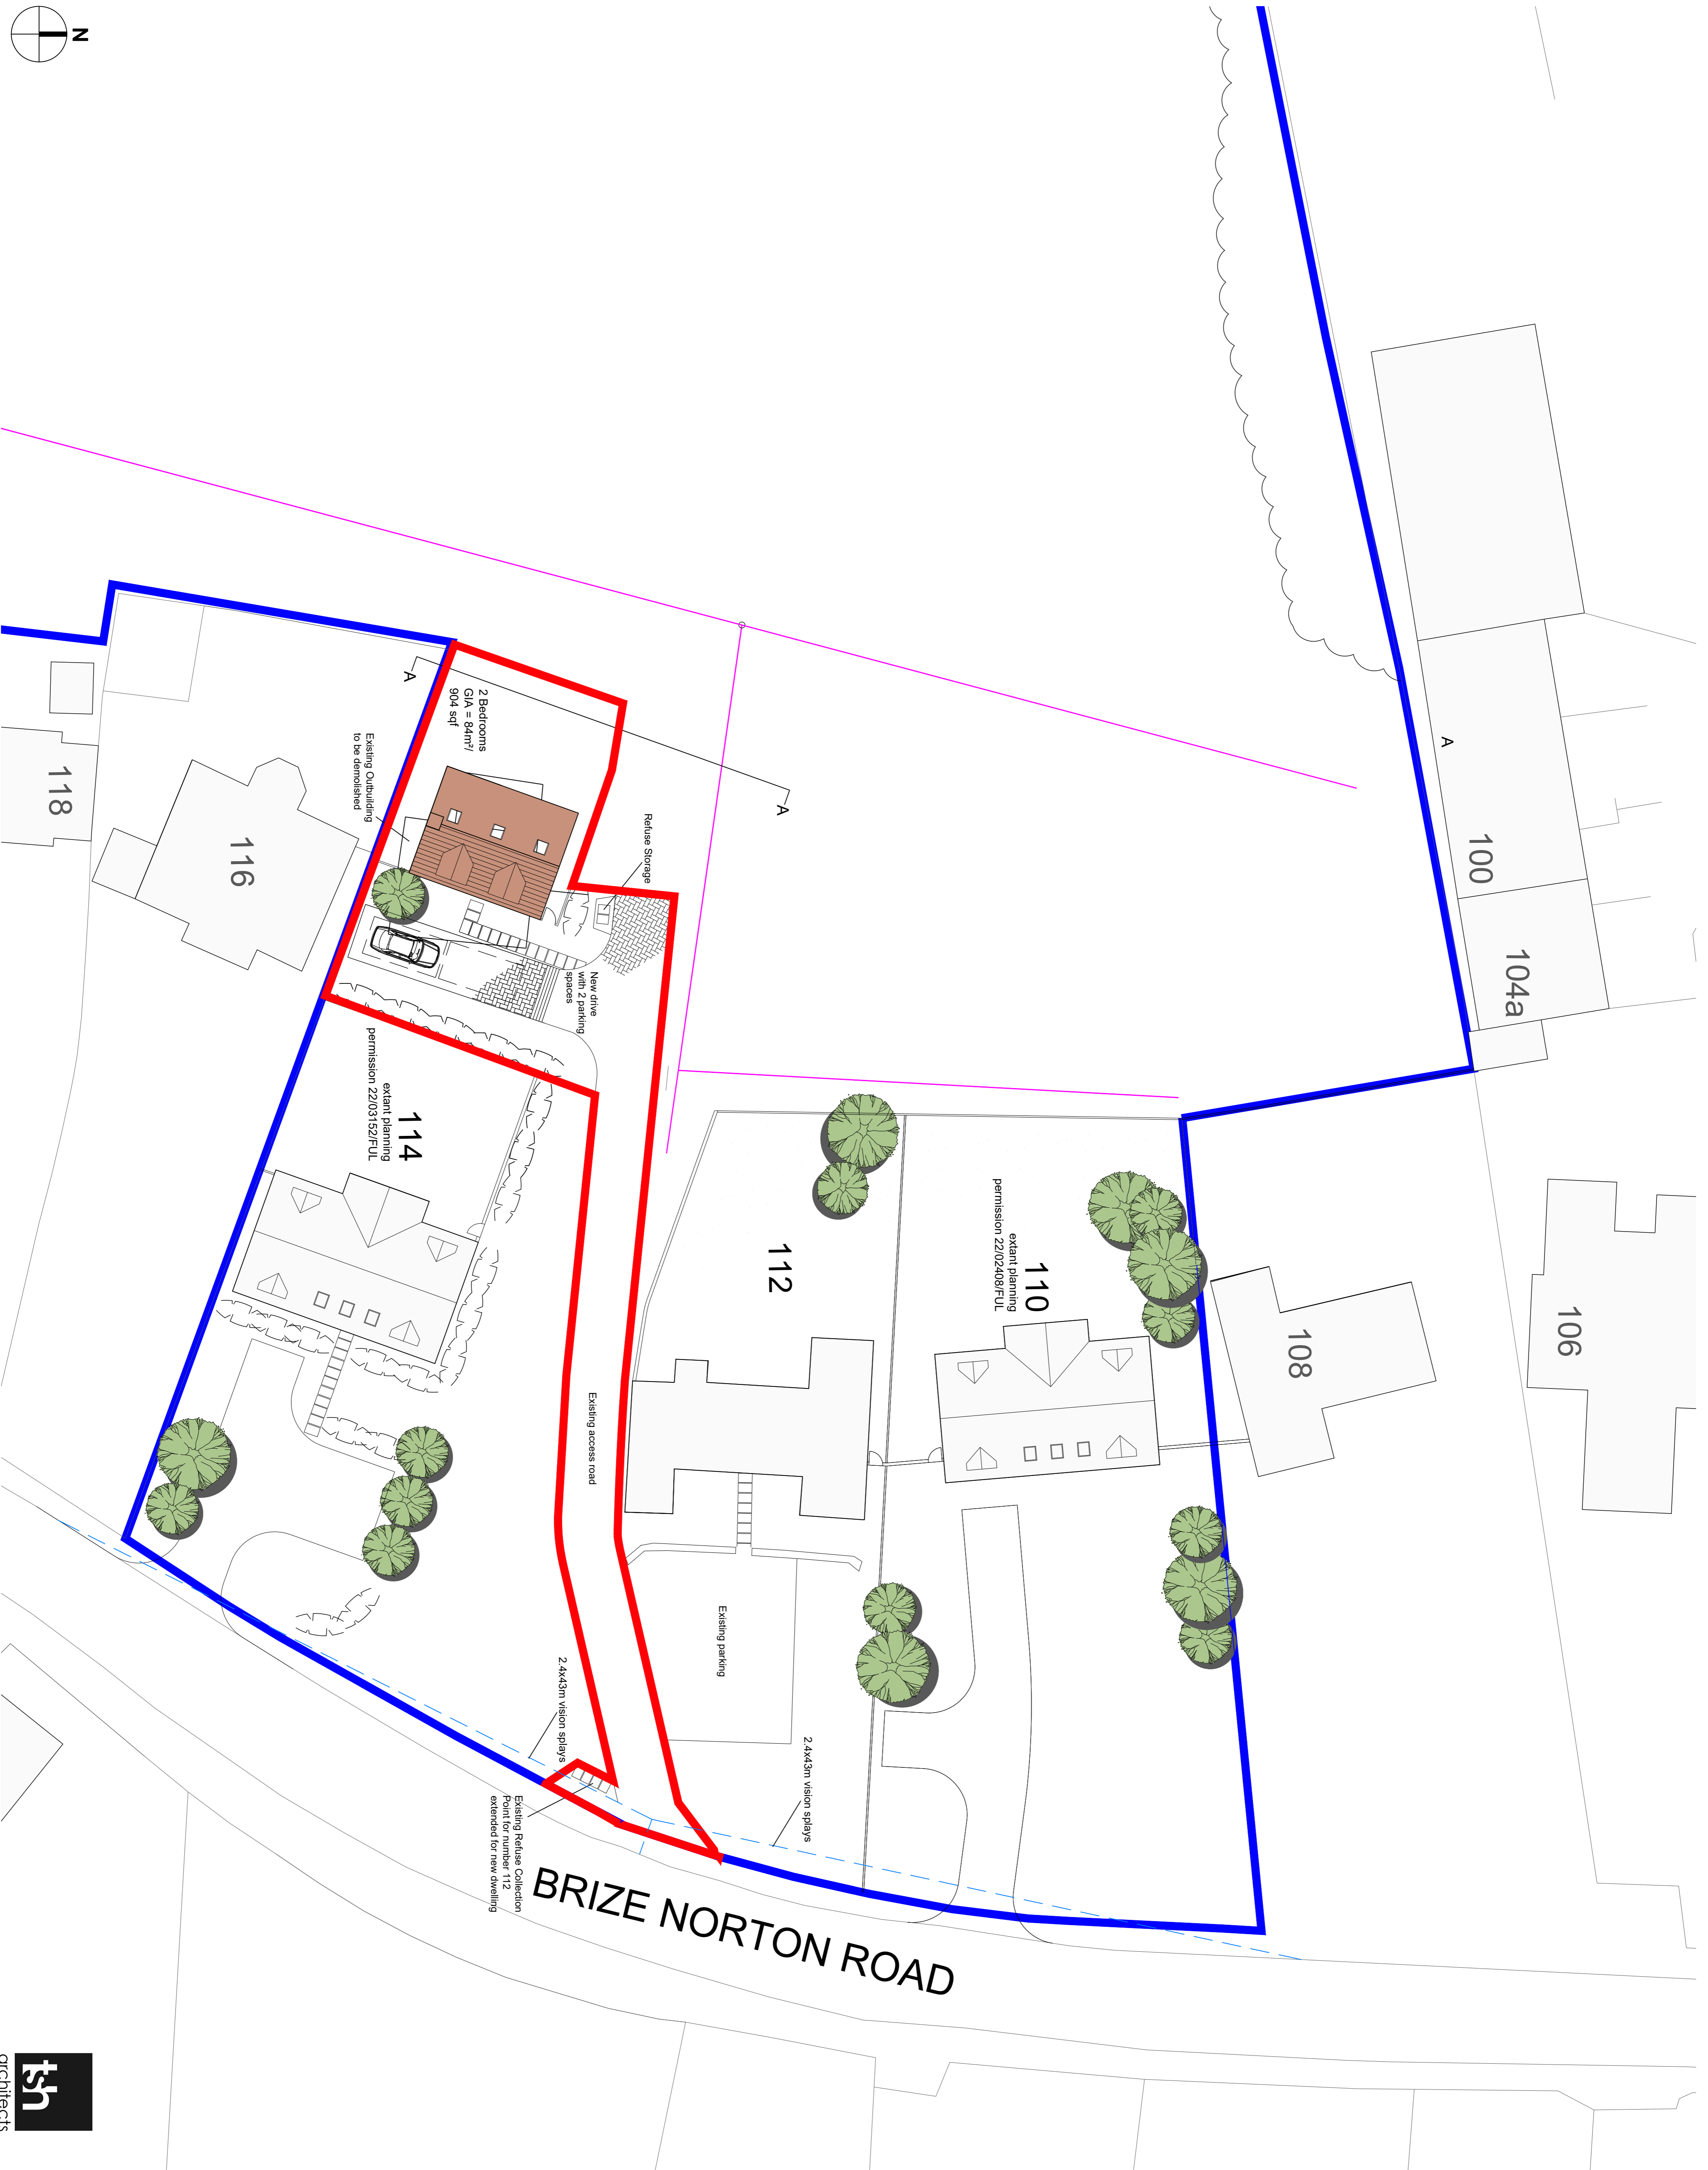 N
A
100
104a
106
108
110
extant planning
permission 22/02408/FUL
112
A
A
Refuse Storage
2 Bedrooms
GIA = 84m²/
904 sqf
Existing Outbuilding
to be demolished
New drive
with 2 parking
spaces
118
116
114
extant planning
permission 22/03152/FUL
Existing access road
Existing parking
2.4x43m vision splays
2.4x43m vision splays
Existing Refuse Collection
Point for number 112
extended for new dwelling
BRIZE NORTON ROAD
tsh
architects